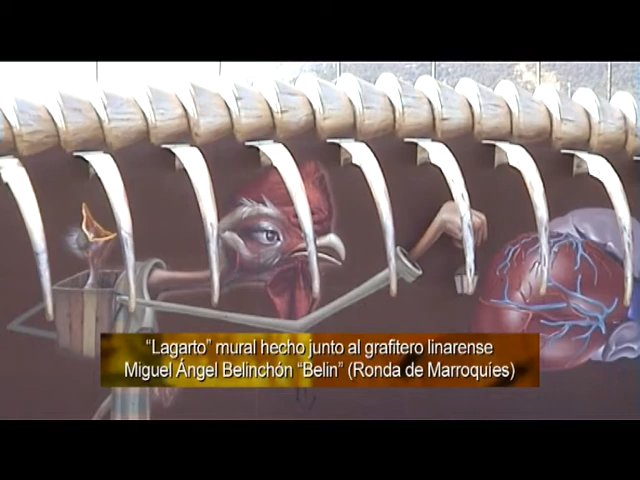 “Lagarto” mural hecho junto al grafitero linarense
Miguel Ángel Belinchón “Belin” (Ronda de Marroquíes)